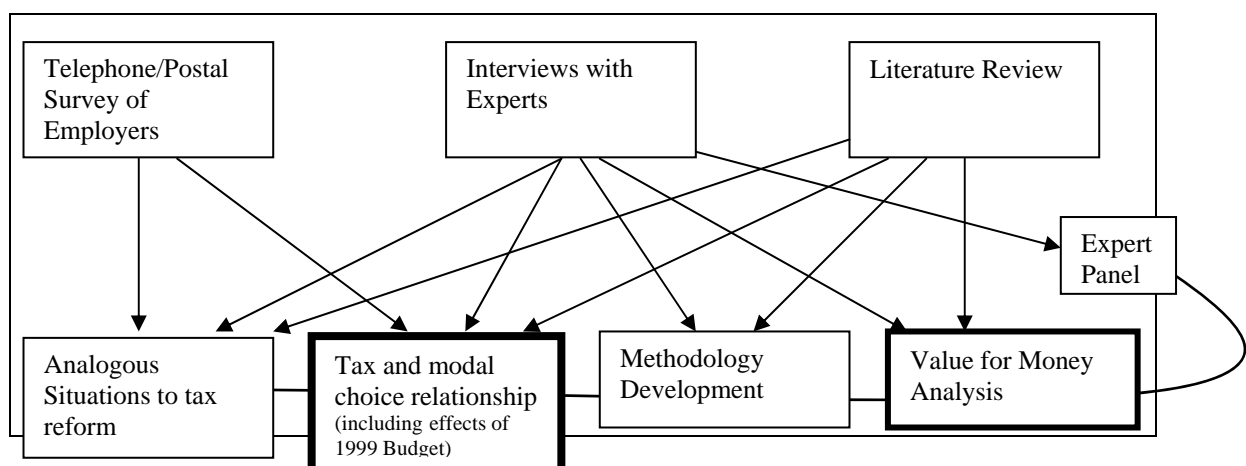 Telephone/Postal
Survey of
Employers
Interviews with
Experts
Literature Review
Expert
Panel
Analogous
Situations to tax
reform
Tax and modal
choice relationship
(including effects of
1999 Budget)
Methodology
Development
Value for Money
Analysis